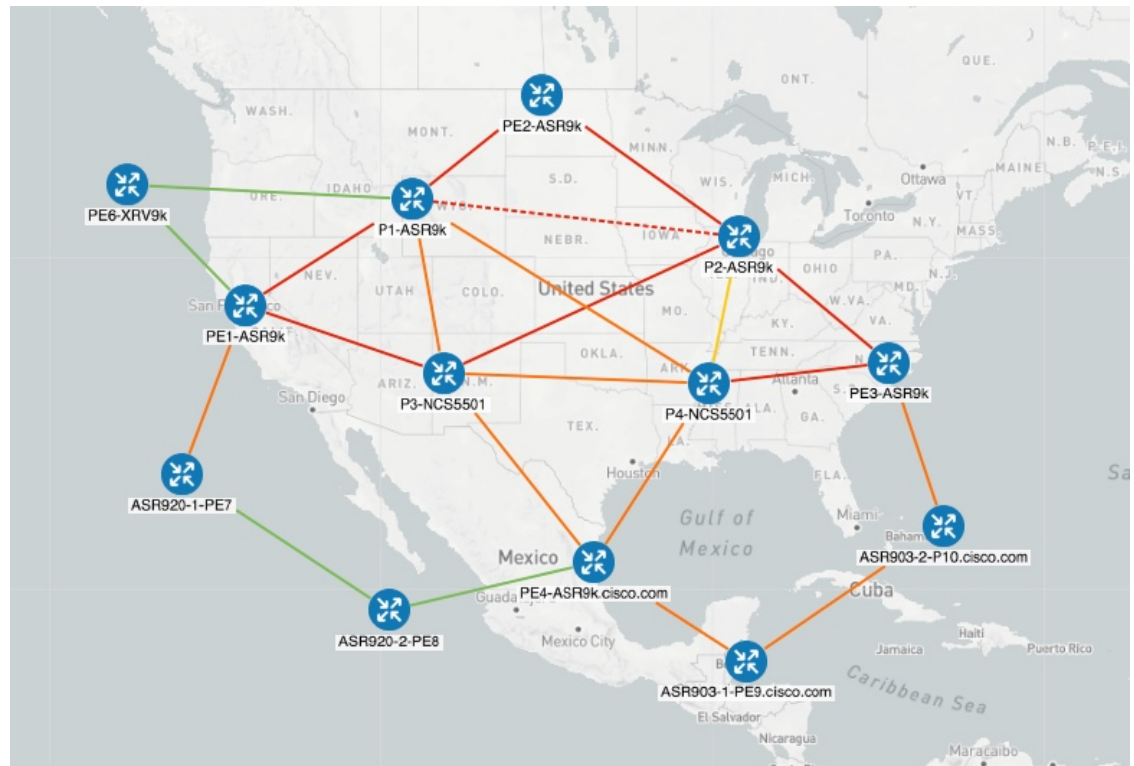 QUE.
ONT.
WASH.
PE2-ASR9k
MONT.
N.B.
P.E.I.
MINN.
MAINE
N.S.
S.D.
WIS.
MICH.
Ottawa
IDAHO
ORE.
VT.
PE6-XRV9k
Toronto
P1-ASR9k
N.Y.
MASS.
NEBR.
IOWA
PA.
P2-ASR9k
OHIO
N.J.
NEV.
UTAH
COLO.
United States
MD.
W.VA.
MO.
VA.
KY.
PE1-ASR9k
OKLA.
TENN.
ARIZ.
N.M.
Atlanta
PE3-ASR9k
San Diego
P3-NCS5501
P4-NCS5501
ALA.
GA.
TEX.
LA.
Houston
FLA.
ASR920-1-PE7
Gulf of
Mexico
Miami
ASR903-2-P10.cisco.com
Mexico
PE4-ASR9k.cisco.com
Cuba
ASR920-2-PE8
Mexico City
Haiti
Jamaica
Puerto Rico
ASR903-1-PE9.cisco.com
Caribbean Sea
El Salvador
Nicaragua
Maracaibo